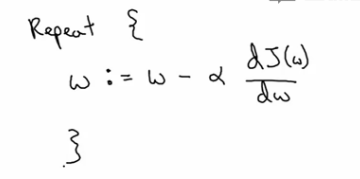 Repeat {
w := w - α dJ(w)/dw
}